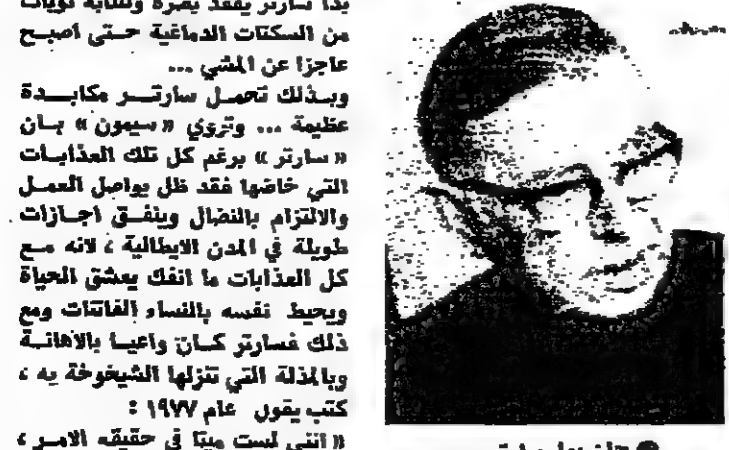 بدأ سارتر يفقد بصره وتنتابه نوبات
من السكتات الدماغية حتى أصبح
عاجزا عن المشي ...
وبذلك تحمل سارتر مكابدة
عظيمة ... وتروي « سيمون » بان
« سارتر » برغم كل تلك العذابات
التي خاضها فقد ظل يواصل العمل
والالتزام بالنضال وينفق اجازات
طويلة في المدن الايطالية ، لانه مع
كل العذابات ما انفك يعشق الحياة
ويحيط نفسه بالنساء الفاتنات ومع
ذلك فسارتر كان واعيا بالاهانة
وبالمذلة التي تنزلها الشيخوخة به ،
كتب يقول عام ١٩٧٧ :
« انني لست ميتا في حقيقه الامر ،